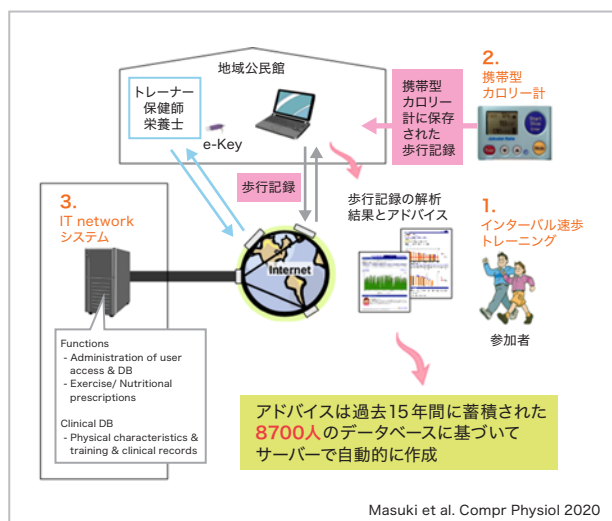 地域公民館
トレーナー
保健師
栄養士
e-Key
携帯型
カロリー
計に保存
された
歩行記録
2.
携帯型
カロリー計
歩行記録
3.
IT network
システム
Internet
歩行記録の解析
結果とアドバイス
1.
インターバル速歩
トレーニング
参加者
Functions
- Administration of user
access & DB
- Exercise/ Nutritional
prescriptions
Clinical DB
- Physical characteristics &
training & clinical records
アドバイスは過去15年間に蓄積された
8700人のデータベースに基づいて
サーバーで自動的に作成
Masuki et al. Compr Physiol 2020